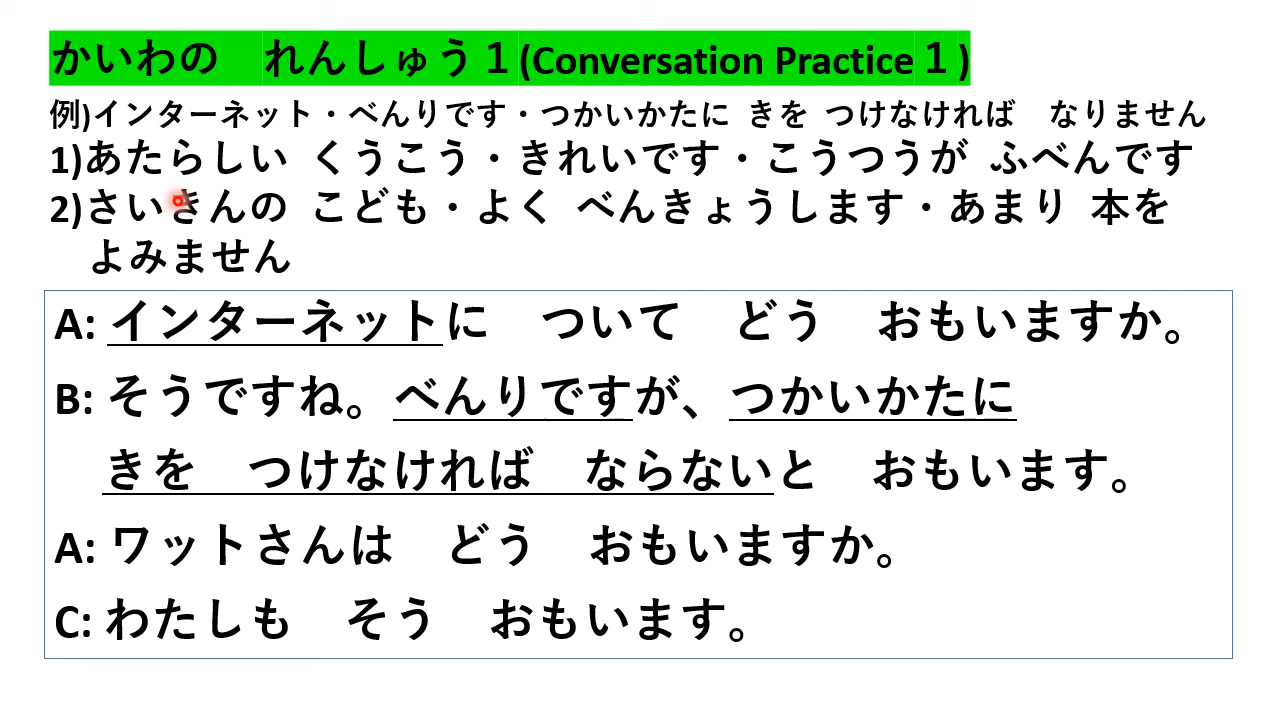 かいわの　れんしゅう１(Conversation Practice１)
例)インターネット・べんりです・つかいかたに きを つけなければ　なりません
1)あたらしい くうこう・きれいです・こうつうが ふべんです
2)さいきんの こども・よく べんきょうします・あまり 本を
よみません
A: インターネットに　ついて　どう　おもいますか。
B: そうですね。べんりですが、つかいかたに
きを　つけなければ　ならないと　おもいます。
A: ワットさんは　どう　おもいますか。
C: わたしも　そう　おもいます。